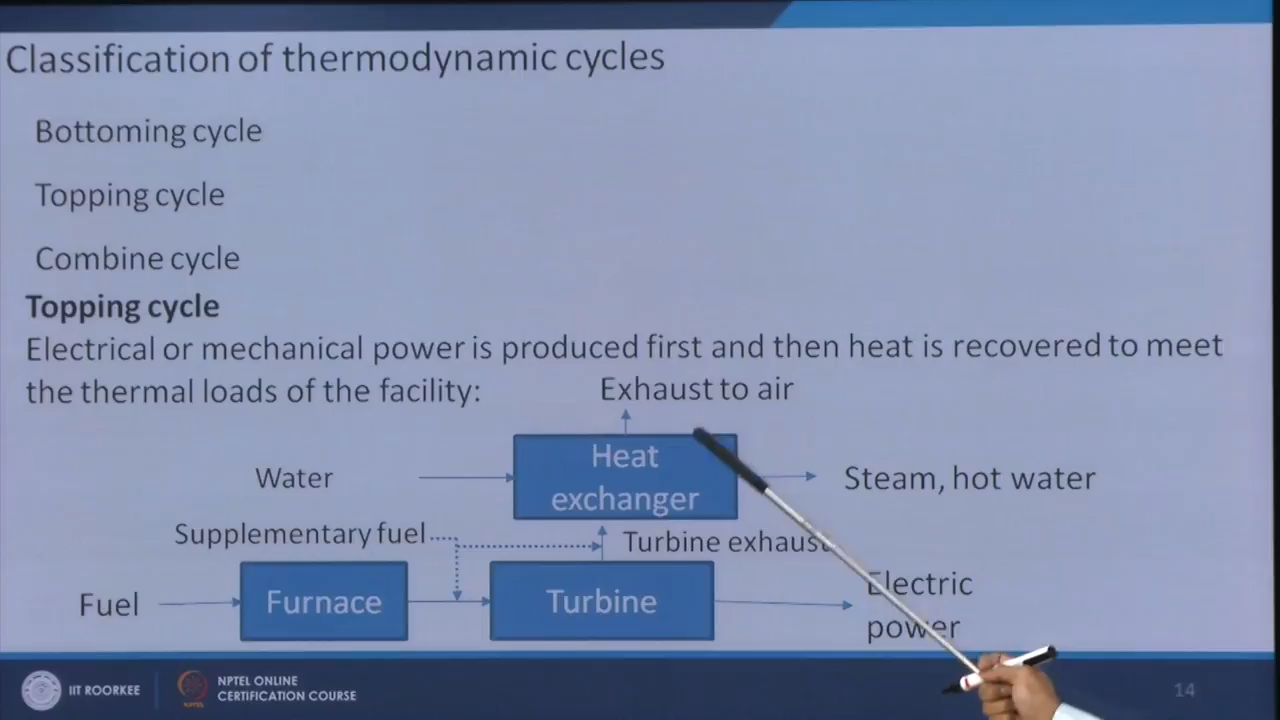 Classification of thermodynamic cycles
Bottoming cycle
Topping cycle
Combine cycle
Topping cycle
Electrical or mechanical power is produced first and then heat is recovered to meet
the thermal loads of the facility:
Exhaust to air
Water
Heat
exchanger
Steam, hot water
Supplementary fuel
Turbine exhaust
Fuel
Furnace
Turbine
Electric
power
IIT ROORKEE
NPTEL ONLINE
CERTIFICATION COURSE
14